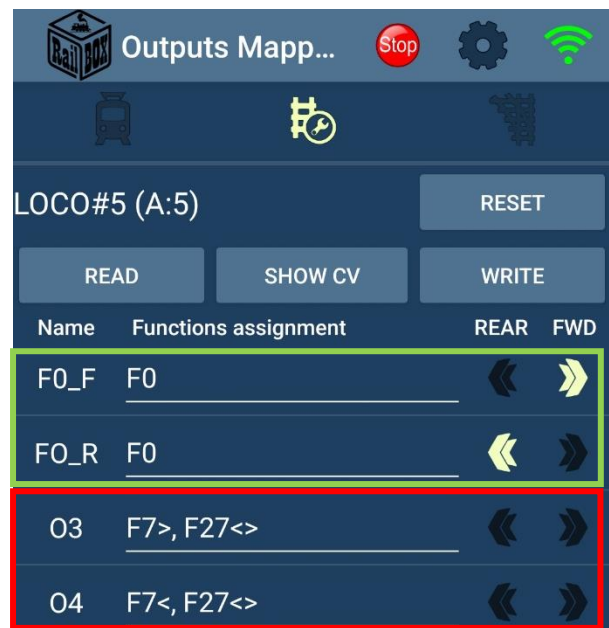 Rail BOX
Outputs Mapp... Stop
LOCO#5 (A:5) RESET
READ SHOW CV WRITE
Name Functions assignment REAR FWD
F0_F F0
FO_R F0
O3 F7>, F27<>
O4 F7<, F27<>